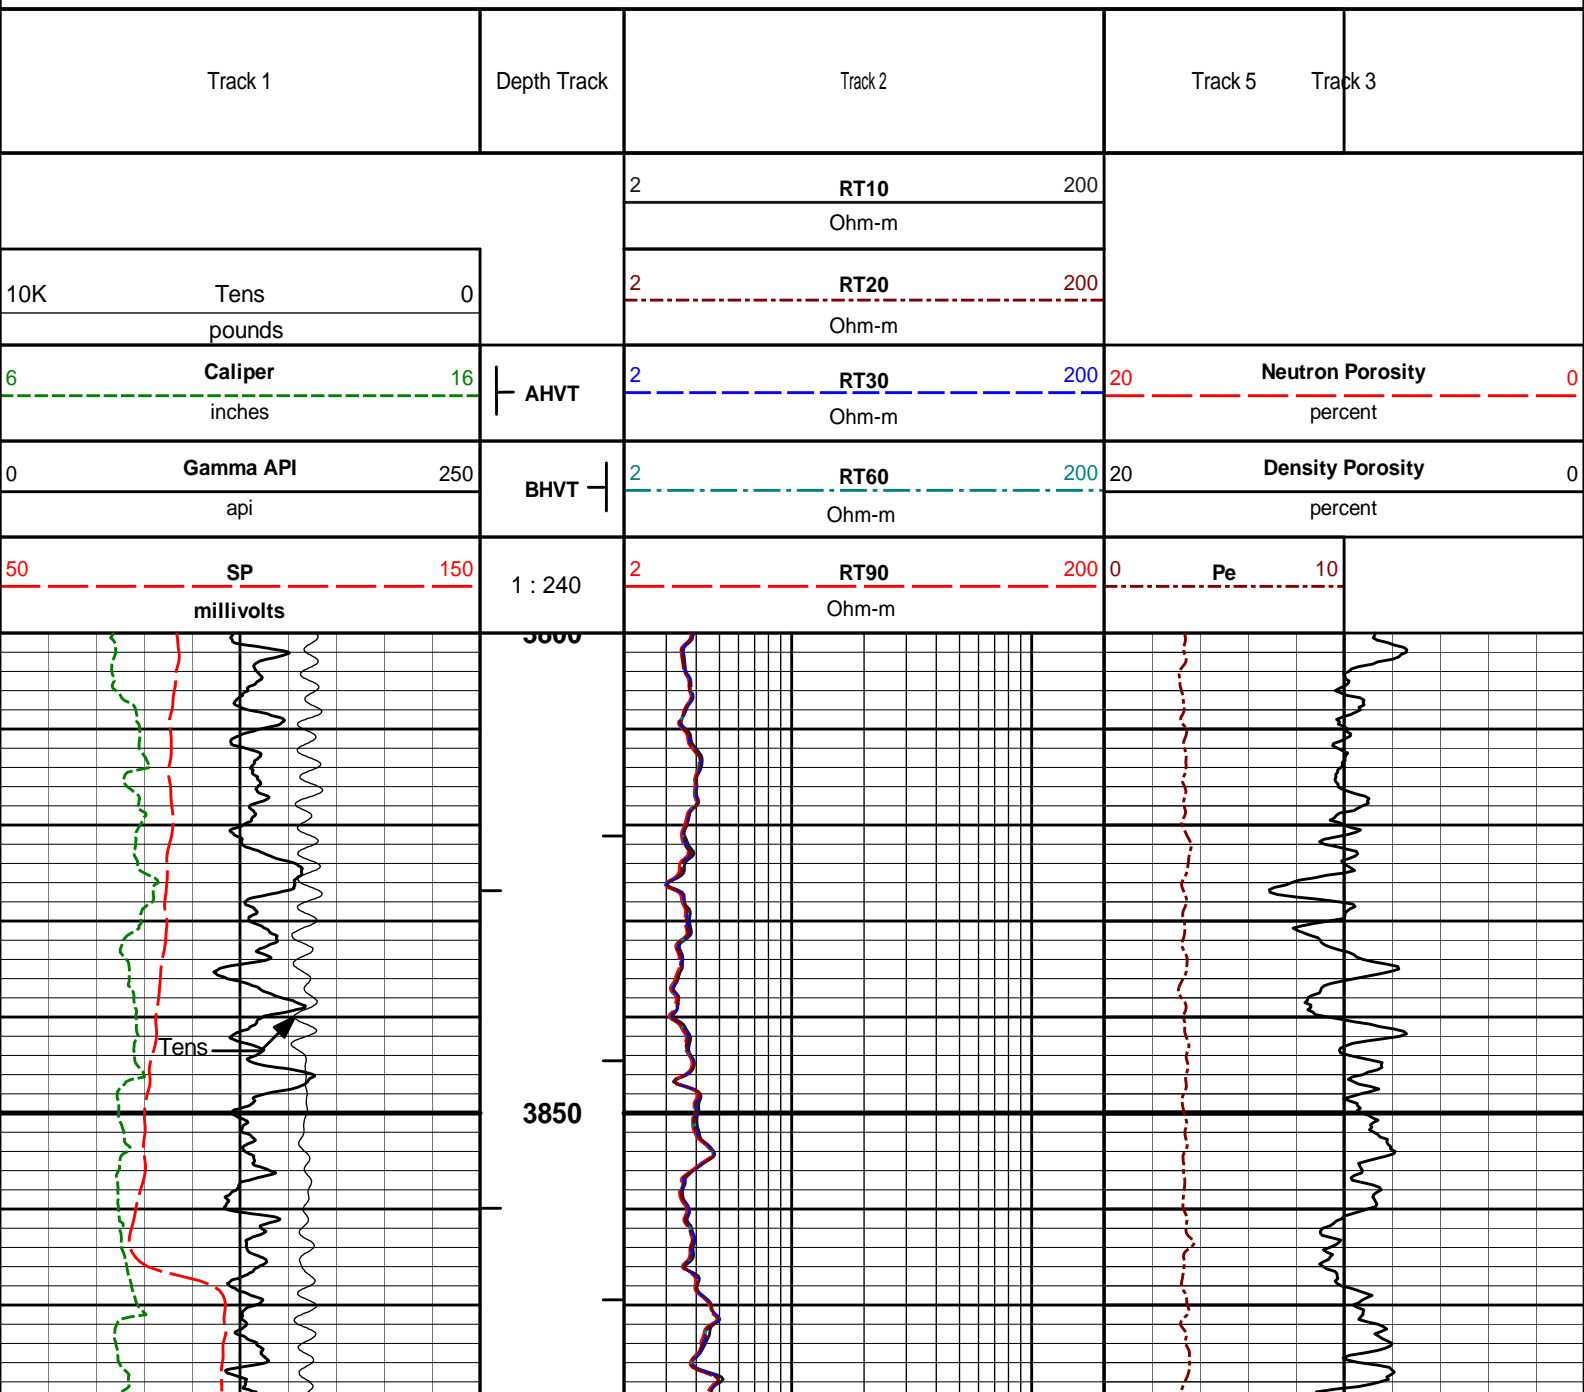 Track 1 Depth Track Track 2 Track 5 Track 3
2 RT10 200
Ohm-m
10K Tens 0
pounds
2 RT20 200
Ohm-m
6 Caliper 16
inches
AHVT
2 RT30 200
Ohm-m
20 Neutron Porosity 0
percent
0 Gamma API 250
api
BHVT
2 RT60 200
Ohm-m
20 Density Porosity 0
percent
50 SP 150
millivolts
1 : 240
2 RT90 200
Ohm-m
0 Pe 10
3800
Tens
3850